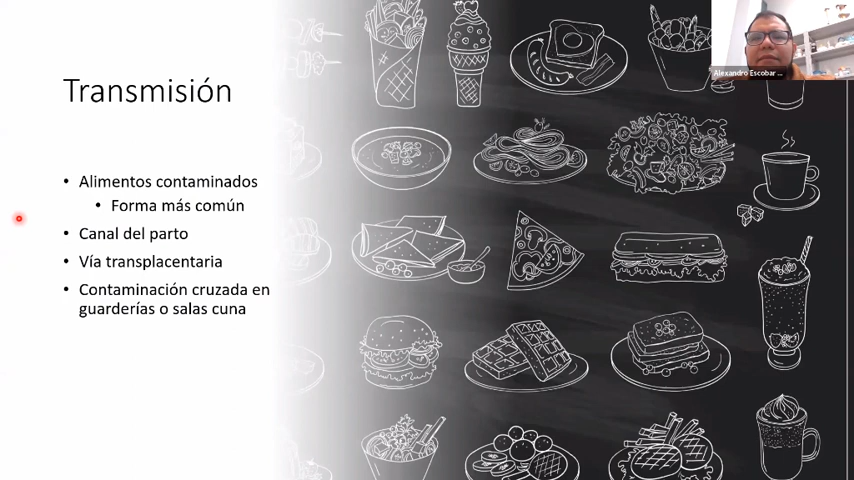 Transmisión
Alexandro Escobar ...
• Alimentos contaminados
• Forma más común
• Canal del parto
• Vía transplacentaria
• Contaminación cruzada en
guarderías o salas cuna